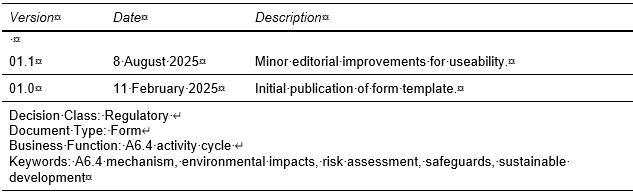 Version¤ Date¤ Description¤
·¤
01.1¤ 8·August·2025¤ Minor·editorial·improvements·for·useability.¤
01.0¤ 11·February·2025¤ Initial·publication·of·form·template.¤
Decision·Class:·Regulatory·↵
Document·Type:·Form↵
Business·Function:·A6.4·activity·cycle·↵
Keywords:·A6.4·mechanism,·environmental·impacts,·risk·assessment,·safeguards,·sustainable·
development¤